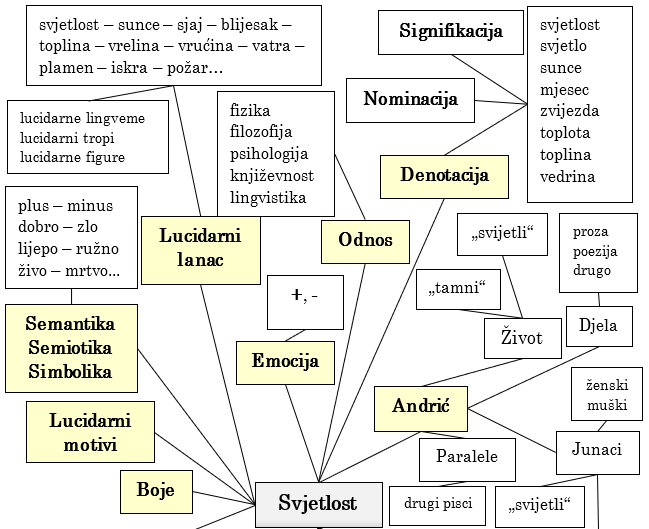 svjetlost – sunce – sjaj – blijesak –
toplina – vrelina – vrućina – vatra –
plamen – iskra – požar…
Signifikacija
Nominacija
svjetlost
svjetlo
sunce
mjesec
zvijezda
toplota
toplina
vedrina
lucidarne lingveme
lucidarni tropi
lucidarne figure
fizika
filozofija
psihologija
književnost
lingvistika
Denotacija
plus – minus
dobro – zlo
lijepo – ružno
živo – mrtvo...
Lucidarni
lanac
Odnos
„svijetli“
proza
poezija
drugo
„tamni“
+, -
Semantika
Semiotika
Simbolika
Život
Djela
Emocija
ženski
muški
Andrić
Lucidarni
motivi
Paralele
Junaci
Boje
Svjetlost
drugi pisci
„svijetli“